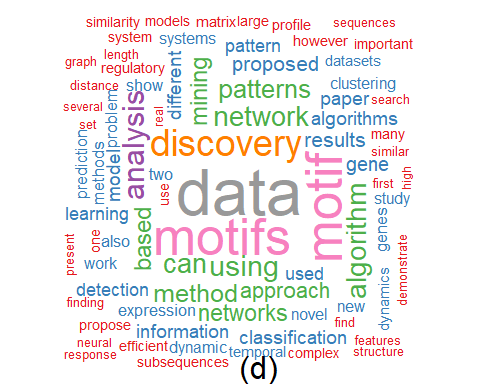 similarity models matrix large profile sequences
system systems pattern however important
graph length regulatory different mining proposed datasets
distance show patterns clustering
several problem analysis real network paper search
set model discovery algorithms
prediction methods two results many
use data motif gene similar
learning first high
one also based motifs algorithm study
present work can using genes
detection method approach used dynamics demonstrate
finding expression networks novel new
propose information classification find
neural efficient dynamic temporal complex features
response subsequences structure
(d)